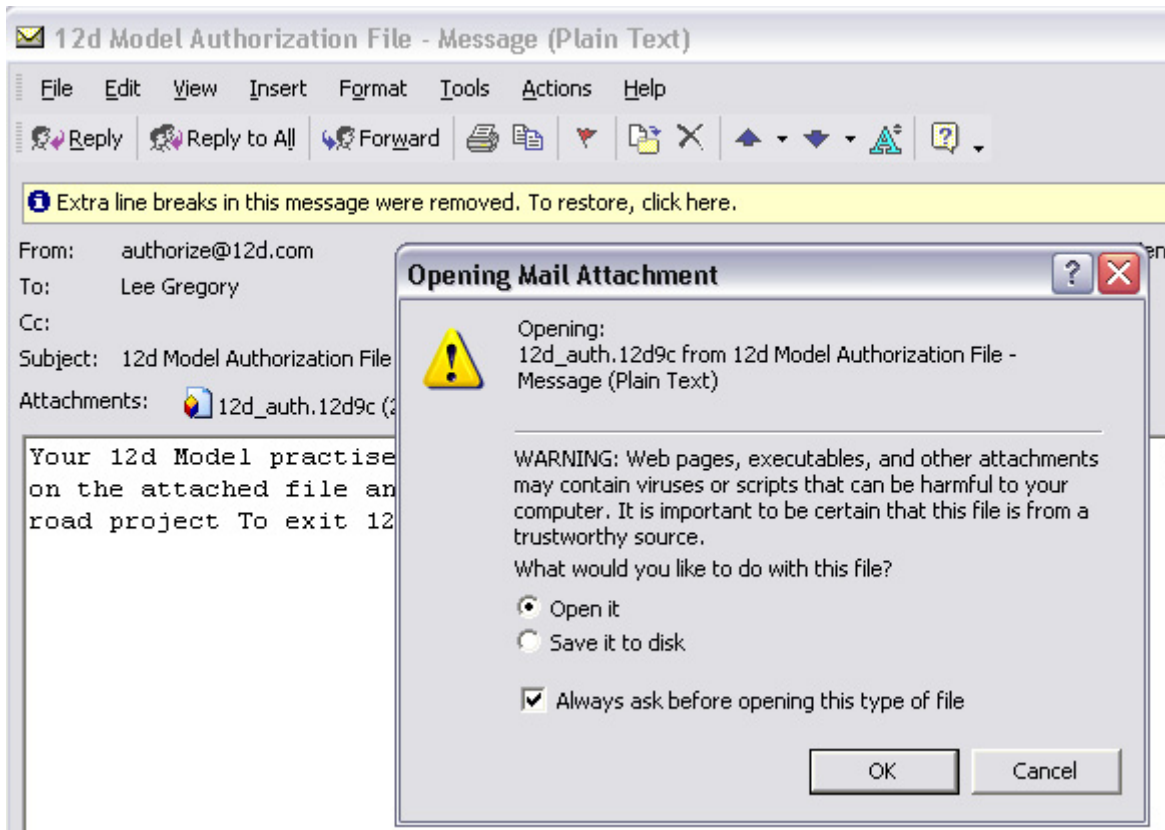 12d Model Authorization File - Message (Plain Text)
File Edit View Insert Format Tools Actions Help
Reply Reply to All Forward
Extra line breaks in this message were removed. To restore, click here.
From: authorize@12d.com
To: Lee Gregory
Cc:
Subject: 12d Model Authorization File
Attachments: 12d_auth.12d9c (2
Your 12d Model practise
on the attached file an
road project To exit 12
Opening Mail Attachment
Opening:
12d_auth.12d9c from 12d Model Authorization File -
Message (Plain Text)
WARNING: Web pages, executables, and other attachments
may contain viruses or scripts that can be harmful to your
computer. It is important to be certain that this file is from a
trustworthy source.
What would you like to do with this file?
Open it
Save it to disk
Always ask before opening this type of file
OK Cancel